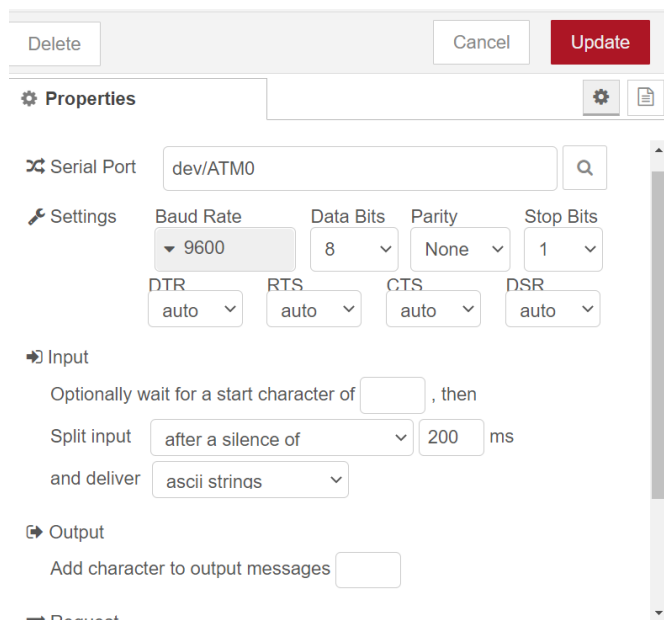 Delete Cancel Update
Properties
Serial Port dev/ATM0
Settings Baud Rate Data Bits Parity Stop Bits
9600 8 None 1
DTR RTS CTS DSR
auto auto auto auto
Input
Optionally wait for a start character of , then
Split input after a silence of 200 ms
and deliver ascii strings
Output
Add character to output messages
Request